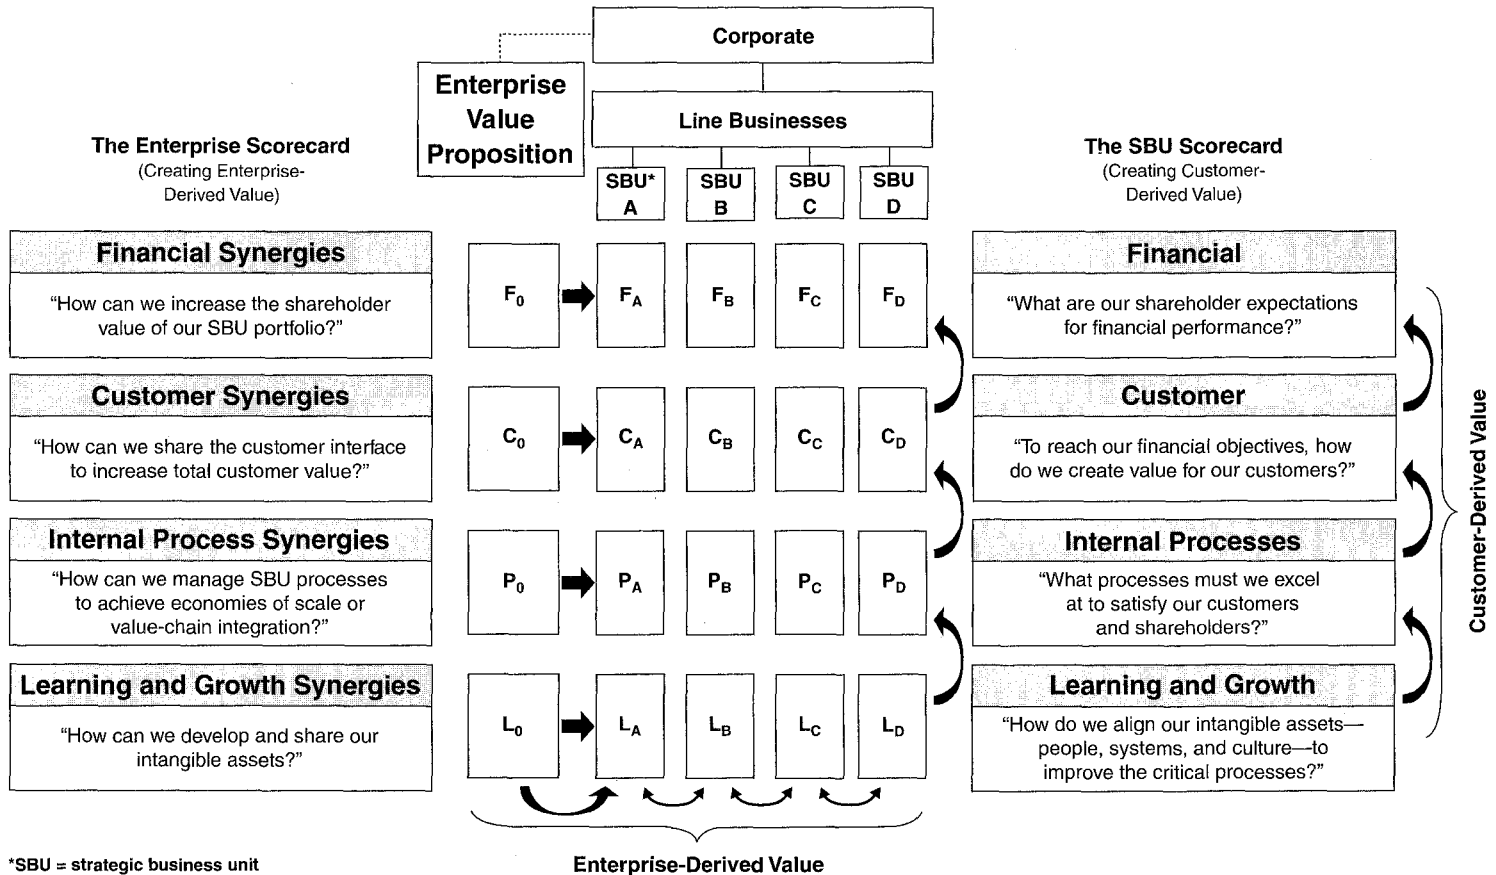 Corporate
Enterprise
Value
Proposition
Line Businesses
The Enterprise Scorecard
(Creating Enterprise-
Derived Value)
SBU*
A
SBU
B
SBU
C
SBU
D
The SBU Scorecard
(Creating Customer-
Derived Value)
Financial Synergies
“How can we increase the shareholder
value of our SBU portfolio?”
F0
FA
FB
FC
FD
Financial
“What are our shareholder expectations
for financial performance?”
Customer Synergies
“How can we share the customer interface
to increase total customer value?”
C0
CA
CB
CC
CD
Customer
“To reach our financial objectives, how
do we create value for our customers?”
Internal Process Synergies
“How can we manage SBU processes
to achieve economies of scale or
value-chain integration?”
P0
PA
PB
PC
PD
Internal Processes
“What processes must we excel
at to satisfy our customers
and shareholders?”
Learning and Growth Synergies
“How can we develop and share our
intangible assets?”
L0
LA
LB
LC
LD
Learning and Growth
“How do we align our intangible assets—
people, systems, and culture—to
improve the critical processes?”
Customer-Derived Value
*SBU = strategic business unit
Enterprise-Derived Value